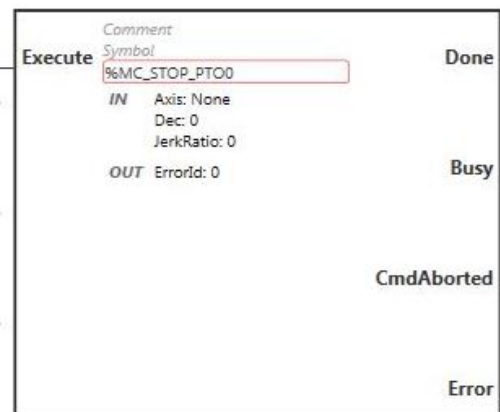 Comment
Symbol
Execute
%MC_STOP_PTO0
Done
IN Axis: None
Dec: 0
JerkRatio: 0
OUT ErrorId: 0
Busy
CmdAborted
Error